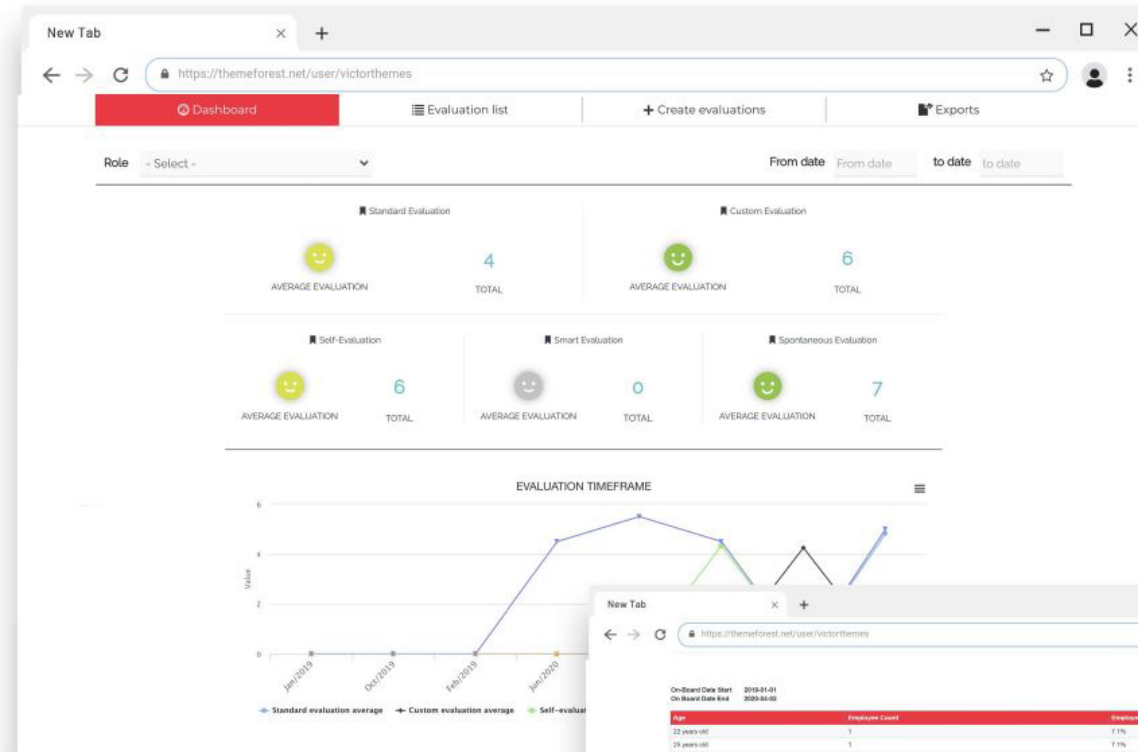 New Tab
https://themeforest.net/user/victorthemes
Dashboard
Evaluation list
Create evaluations
Exports
Role - Select -
From date From date to date to date
Standard Evaluation
Custom Evaluation
4
6
AVERAGE EVALUATION
TOTAL
AVERAGE EVALUATION
TOTAL
Self-Evaluation
Smart Evaluation
Spontaneous Evaluation
6
0
7
AVERAGE EVALUATION
TOTAL
AVERAGE EVALUATION
TOTAL
AVERAGE EVALUATION
TOTAL
EVALUATION TIMEFRAME
6
4
Value
2
0
Jan/2019
Oct/2019
Feb/2019
Jun/2020
Standard evaluation average
Custom evaluation average
Self-evaluat
New Tab
https://themeforest.net/user/victorthemes
On-Board Date Start 2019-01-01
On Board Date End 2020-04-03
Age Employee Count Employe
22 years old 1 7.1%
25 years old 1 7.1%